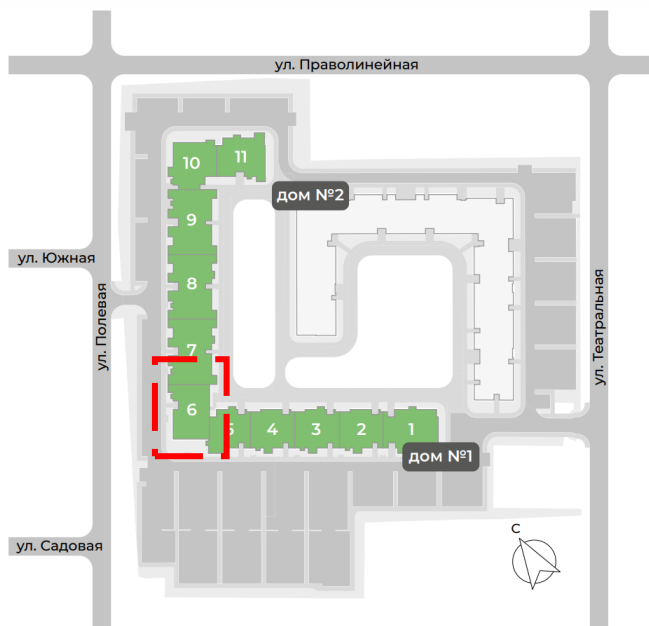 ул. Праволинейная
10
11
дом №2
9
ул. Южная
8
ул. Полевая
ул. Театральная
7
6
5
4
3
2
1
дом №1
С
ул. Садовая